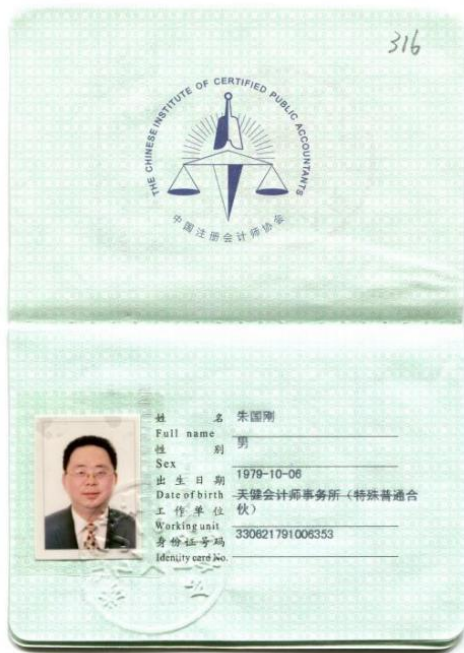 316
THE CHINESE INSTITUTE OF CERTIFIED PUBLIC ACCOUNTANTS
中国注册会计师协会
姓 名 朱国刚
Full name
性 别 男
Sex
出生日期 1979-10-06
Date of birth
工作单位 天健会计师事务所（特殊普通合
伙）
Working unit
身份证号码 330621791006353
Identity card No.